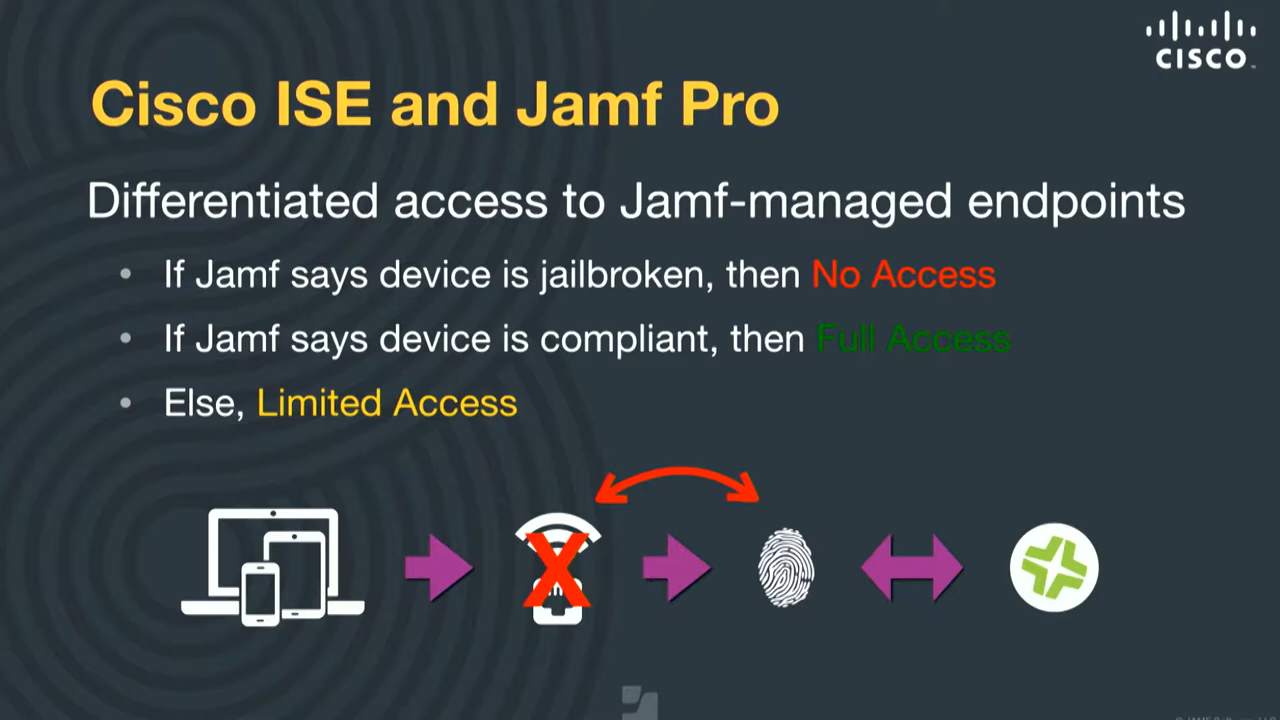 CISCO
Cisco ISE and Jamf Pro
Differentiated access to Jamf-managed endpoints
• If Jamf says device is jailbroken, then No Access
• If Jamf says device is compliant, then Full Access
• Else, Limited Access
X